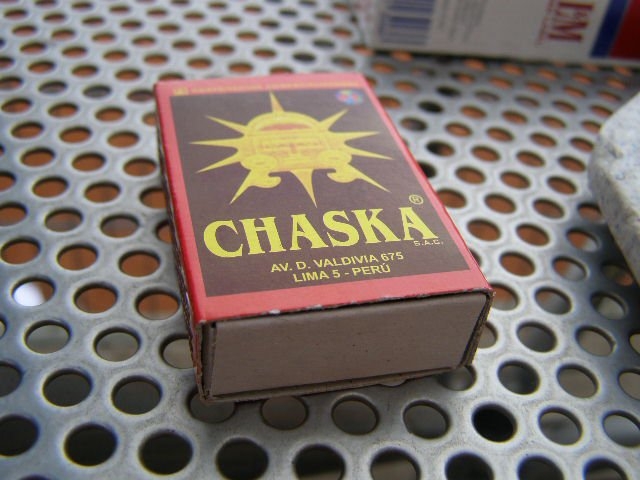 L&M
CHASKA®
S.A.C.
AV. D. VALDIVIA 675
LIMA 5 - PERÚ